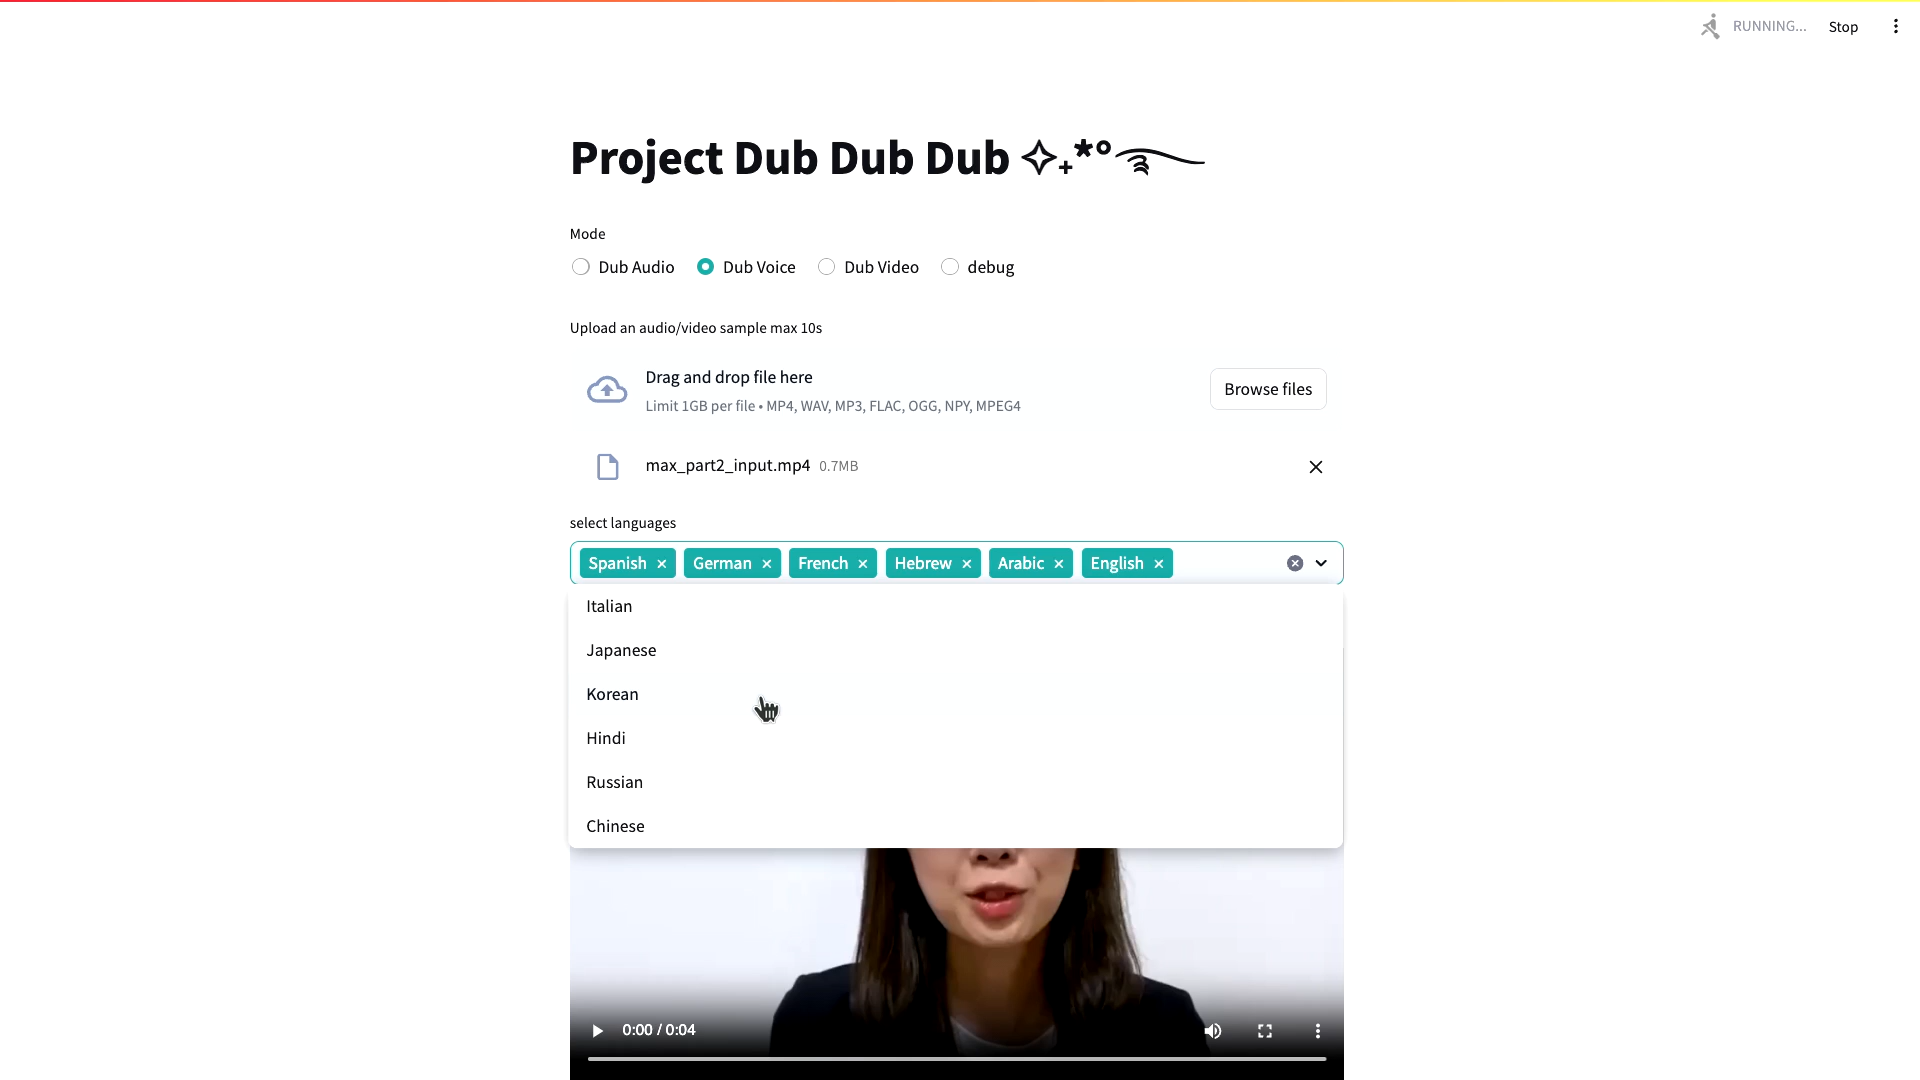 RUNNING...
Stop
Project Dub Dub Dub ✧˖*°࿐
Mode
Dub Audio Dub Voice Dub Video debug
Upload an audio/video sample max 10s
Drag and drop file here
Limit 1GB per file • MP4, WAV, MP3, FLAC, OGG, NPY, MPEG4
Browse files
max_part2_input.mp4 0.7MB
select languages
Spanish × German × French × Hebrew × Arabic × English ×
Italian
Japanese
Korean
Hindi
Russian
Chinese
0:00 / 0:04